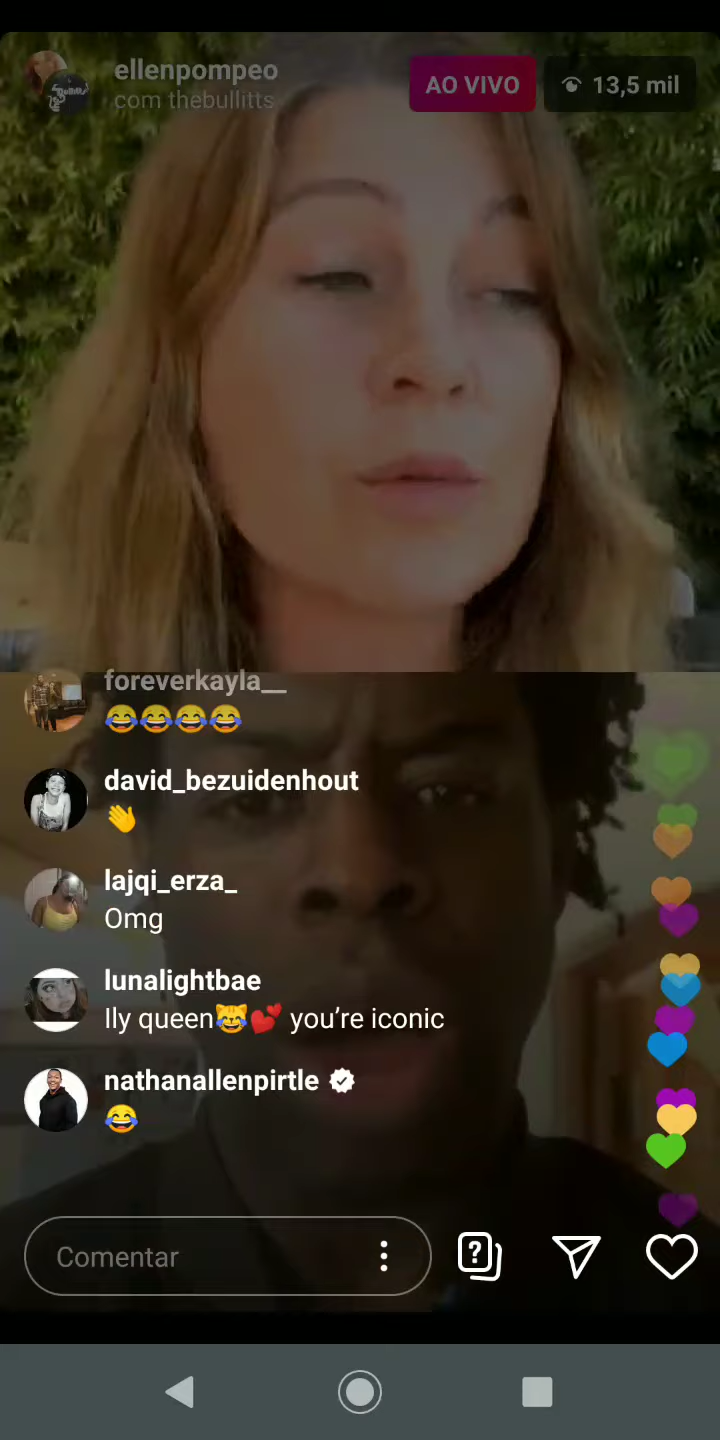 ellenpompeo
com thebullitts
AO VIVO
13,5 mil
foreverkayla__
😂😂😂😂
david_bezuidenhout
👋
lajqi_erza_
Omg
lunalightbae
Ily queen😹💕 you’re iconic
nathanallenpirtle
😂
Comentar